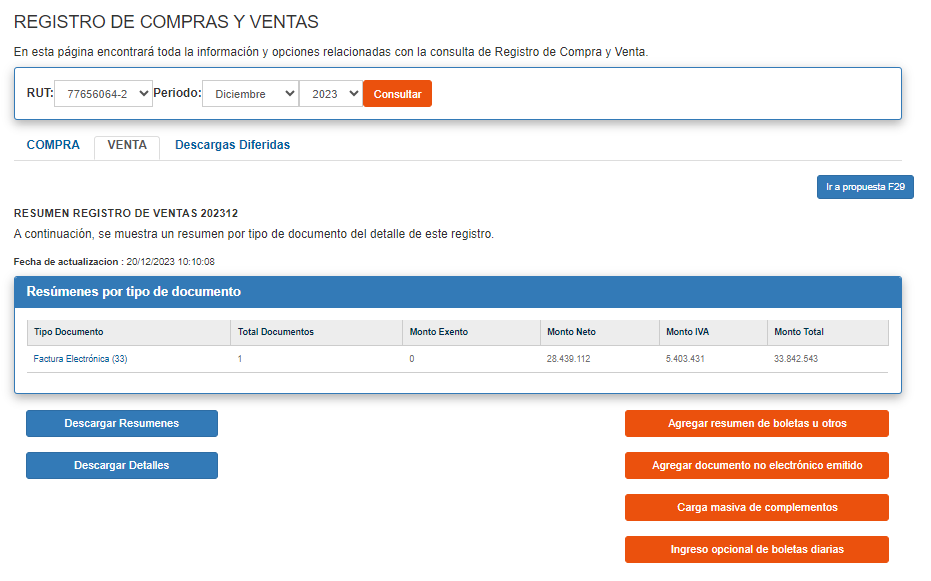 REGISTRO DE COMPRAS Y VENTAS
En esta página encontrará toda la información y opciones relacionadas con la consulta de Registro de Compra y Venta.
RUT: 77656064-2 Periodo: Diciembre 2023 Consultar
COMPRA VENTA Descargas Diferidas
Ir a propuesta F29
RESUMEN REGISTRO DE VENTAS 202312
A continuación, se muestra un resumen por tipo de documento del detalle de este registro.
Fecha de actualizacion : 20/12/2023 10:10:08
Resúmenes por tipo de documento
Tipo Documento Total Documentos Monto Exento Monto Neto Monto IVA Monto Total
Factura Electrónica (33) 1 0 28.439.112 5.403.431 33.842.543
Descargar Resumenes Agregar resumen de boletas u otros
Descargar Detalles Agregar documento no electrónico emitido
Carga masiva de complementos
Ingreso opcional de boletas diarias